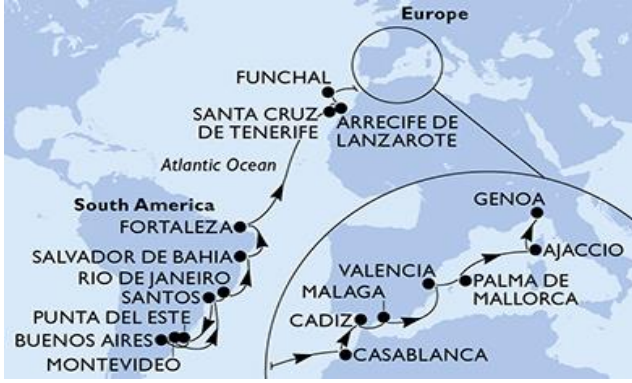 Europe
FUNCHAL
SANTA CRUZ
DE TENERIFE
ARRECIFE DE
LANZAROTE
Atlantic Ocean
South America
FORTALEZA
SALVADOR DE BAHIA
RIO DE JANEIRO
SANTOS
PUNTA DEL ESTE
BUENOS AIRES
MONTEVIDEO
GENOA
AJACCIO
VALENCIA
PALMA DE
MALLORCA
MALAGA
CADIZ
CASABLANCA